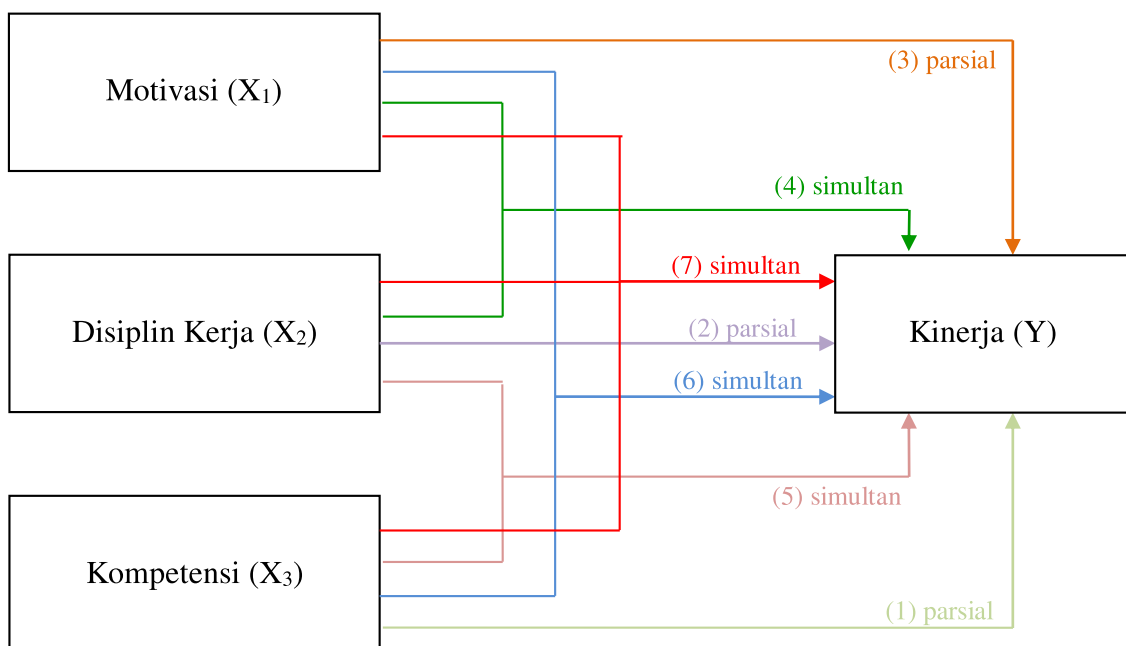 Motivasi (X₁)
(3) parsial
(4) simultan
(7) simultan
Disiplin Kerja (X₂)
(2) parsial
Kinerja (Y)
(6) simultan
(5) simultan
Kompetensi (X₃)
(1) parsial